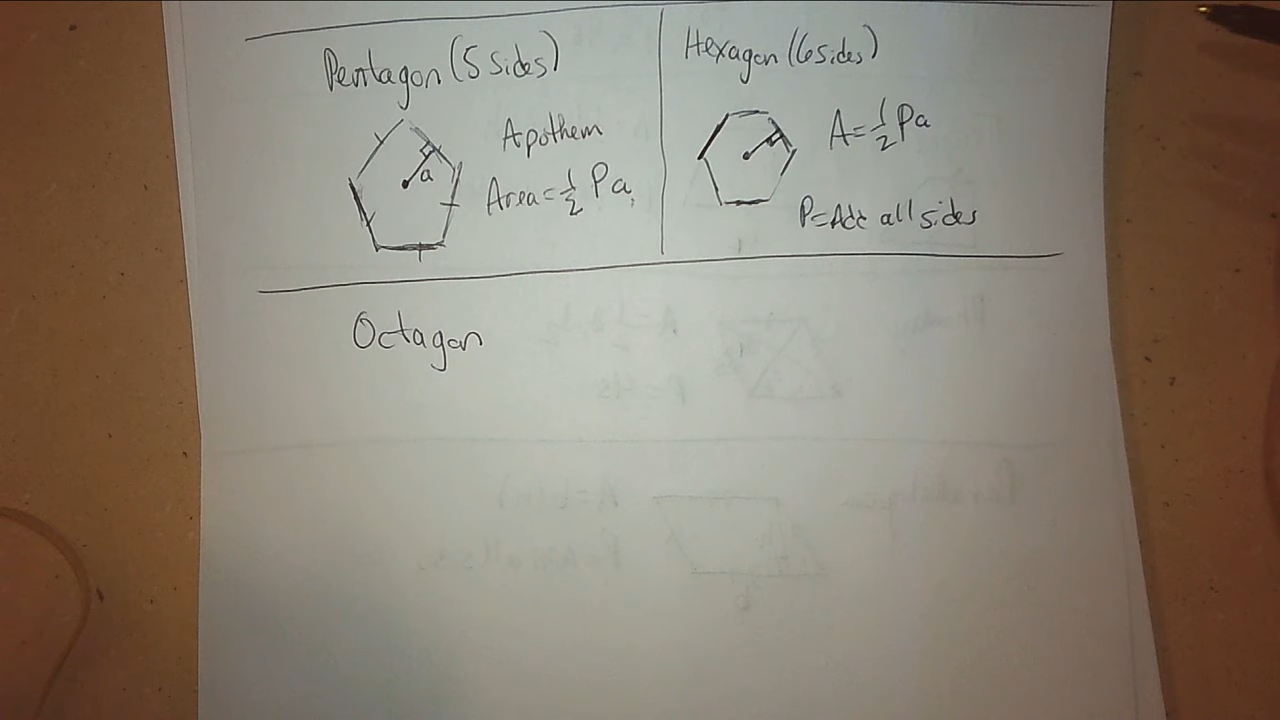 Pentagon (5 sides)
Apothem
a
Area = 1/2 Pa
Hexagon (6 sides)
A = 1/2 Pa
P = Add all sides
Octagon